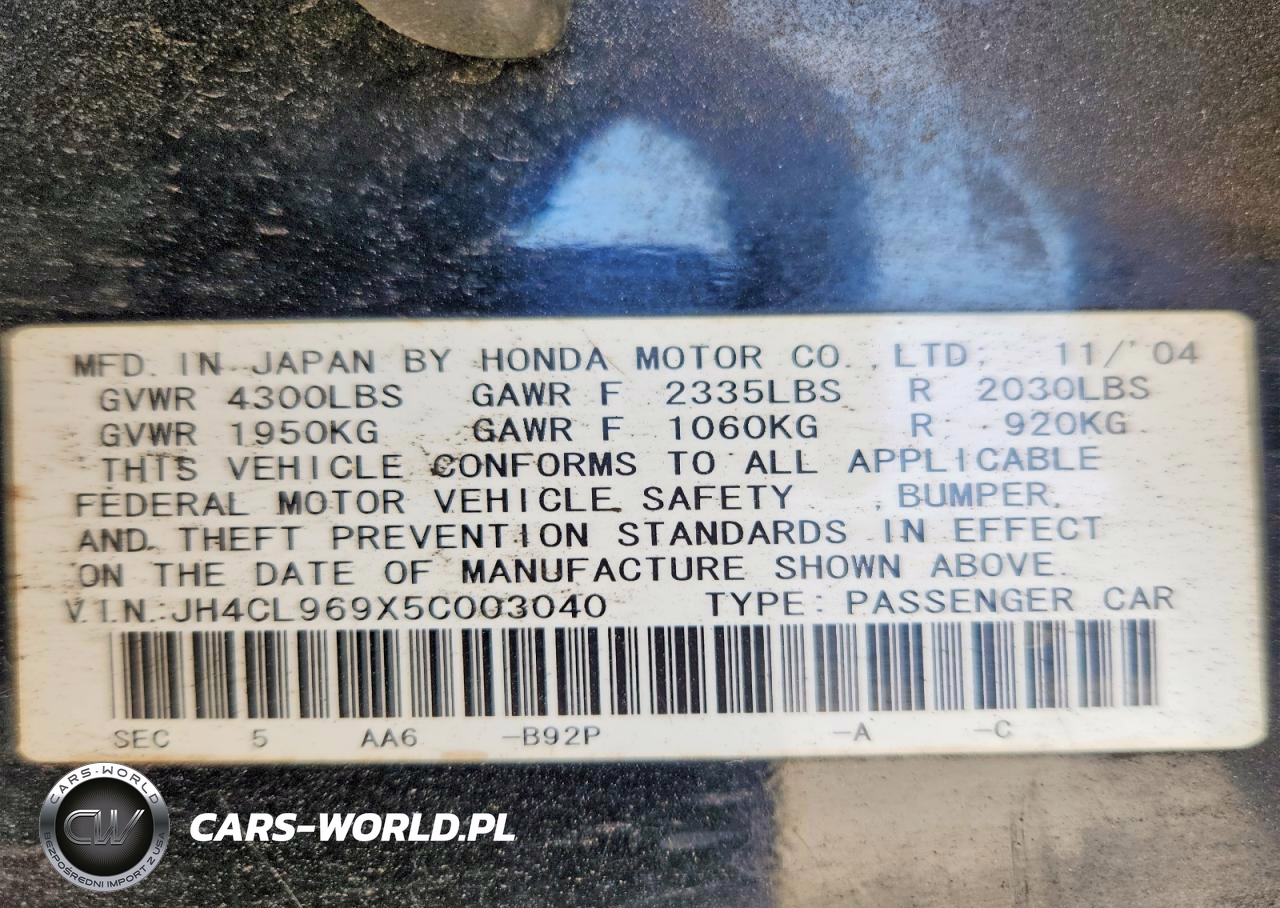 MFD. IN JAPAN BY HONDA MOTOR CO., LTD. 11/'04
GVWR 4300LBS GAWR F 2335LBS R 2030LBS
GVWR 1950KG GAWR F 1060KG R 920KG
THIS VEHICLE CONFORMS TO ALL APPLICABLE
FEDERAL MOTOR VEHICLE SAFETY , BUMPER,
AND THEFT PREVENTION STANDARDS IN EFFECT
ON THE DATE OF MANUFACTURE SHOWN ABOVE.
V.I.N.:JH4CL969X5C003040 TYPE: PASSENGER CAR
SEC 5 AA6 -B92P -A -C
CARS-WORLD
CW
BEZPOŚREDNI IMPORT Z USA
CARS-WORLD.PL